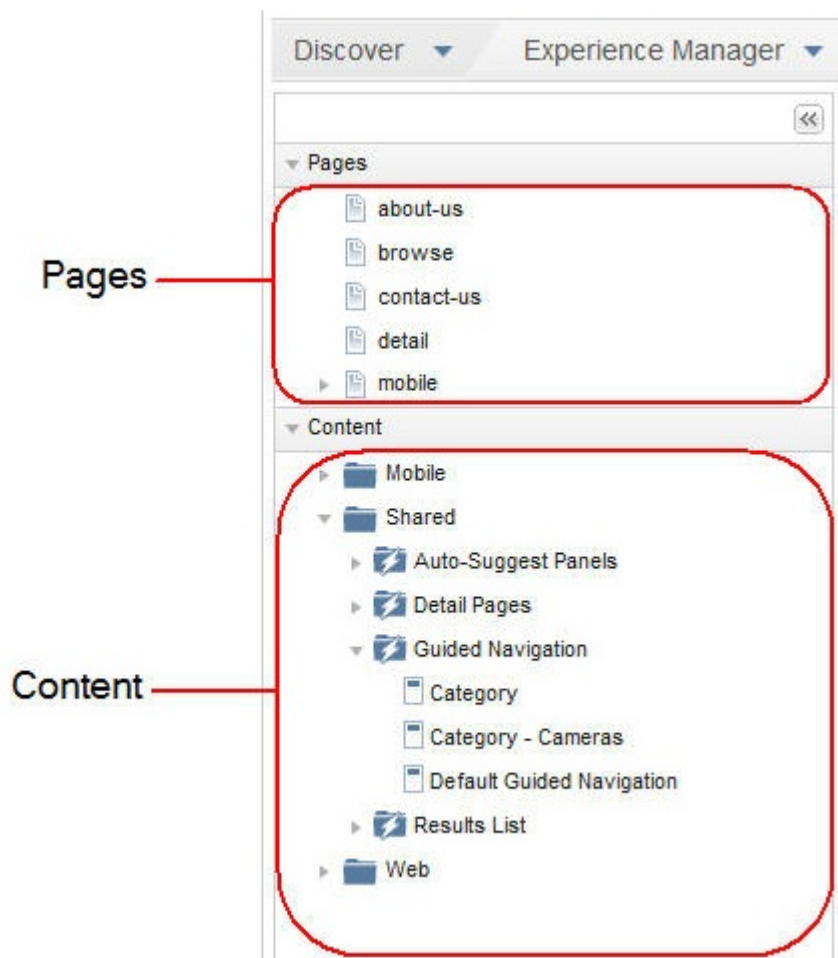 Discover Experience Manager
Pages
about-us
browse
Pages
contact-us
detail
mobile
Content
Mobile
Shared
Auto-Suggest Panels
Detail Pages
Guided Navigation
Content
Category
Category - Cameras
Default Guided Navigation
Results List
Web